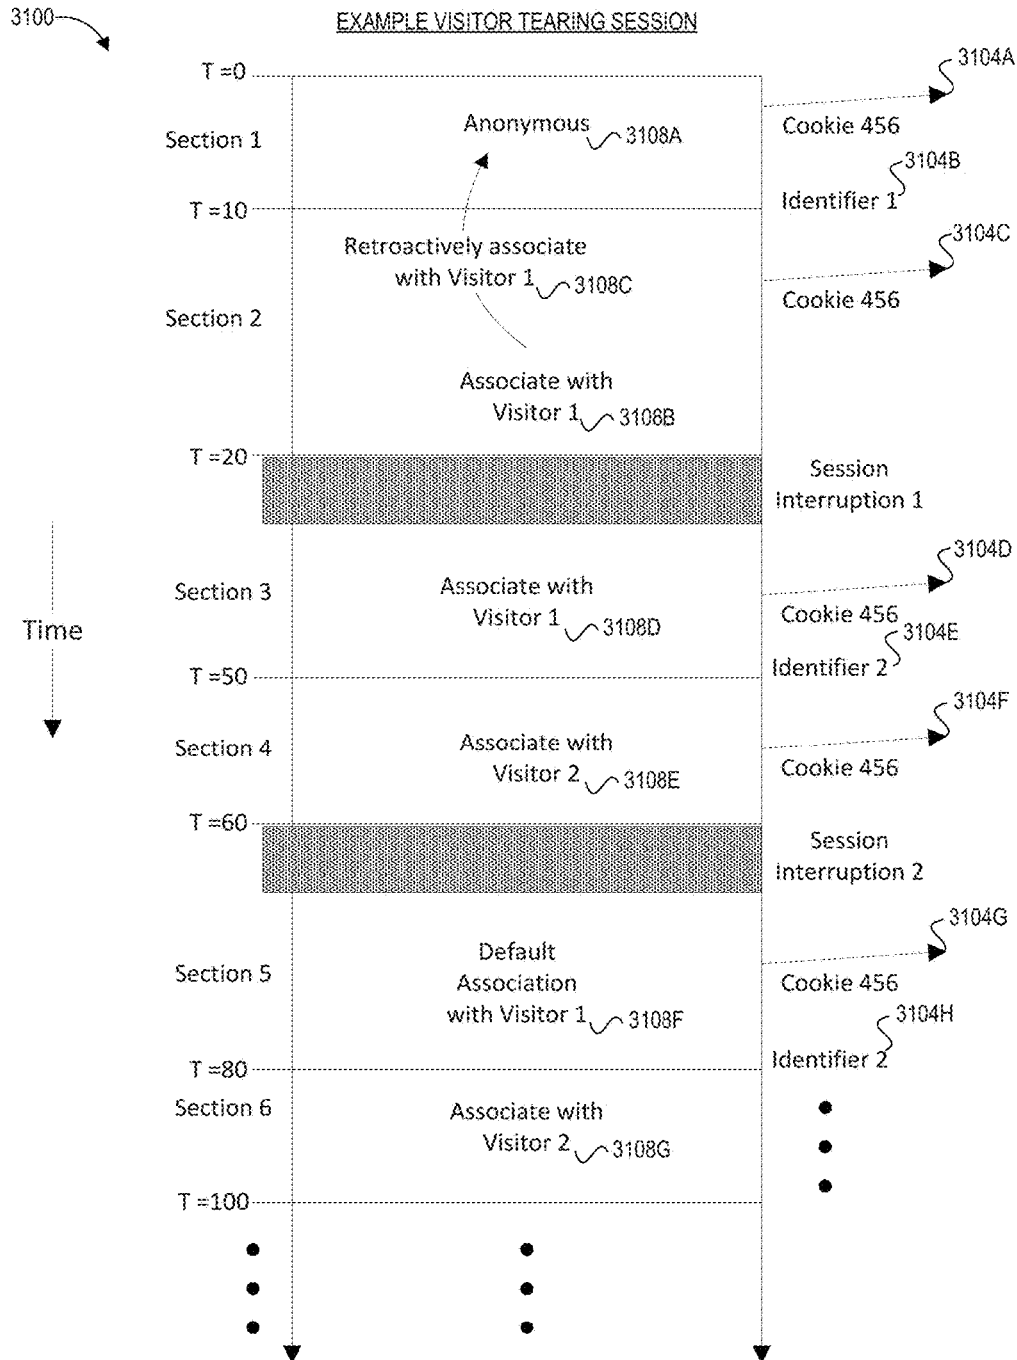 3100
EXAMPLE VISITOR TEARING SESSION
T =0
3104A
Section 1
Anonymous
3108A
Cookie 456
3104B
Identifier 1
T =10
3104C
Retroactively associate
with Visitor 1
3108C
Cookie 456
Section 2
Associate with
Visitor 1
3108B
T =20
Session
Interruption 1
3104D
Section 3
Associate with
Visitor 1
3108D
Cookie 456
Time
3104E
Identifier 2
T =50
3104F
Section 4
Associate with
Visitor 2
3108E
Cookie 456
T =60
Session
Interruption 2
3104G
Section 5
Default
Association
with Visitor 1
3108F
Cookie 456
3104H
Identifier 2
T =80
Section 6
Associate with
Visitor 2
3108G
T =100